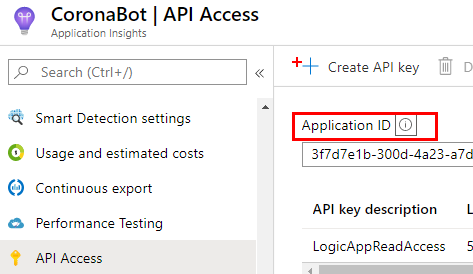 CoronaBot | API Access
Application Insights
Search (Ctrl+/)
«
Create API key
Smart Detection settings
Usage and estimated costs
Continuous export
Performance Testing
API Access
Application ID
3f7d7e1b-300d-4a23-a7d
API key description
LogicAppReadAccess